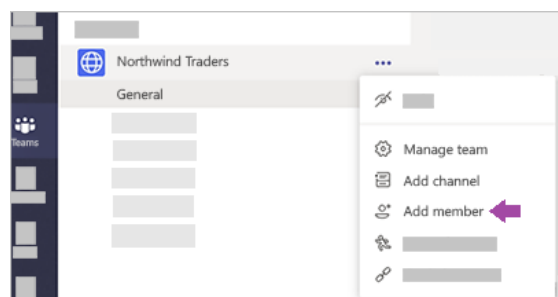 Northwind Traders
General
Teams
Manage team
Add channel
Add member